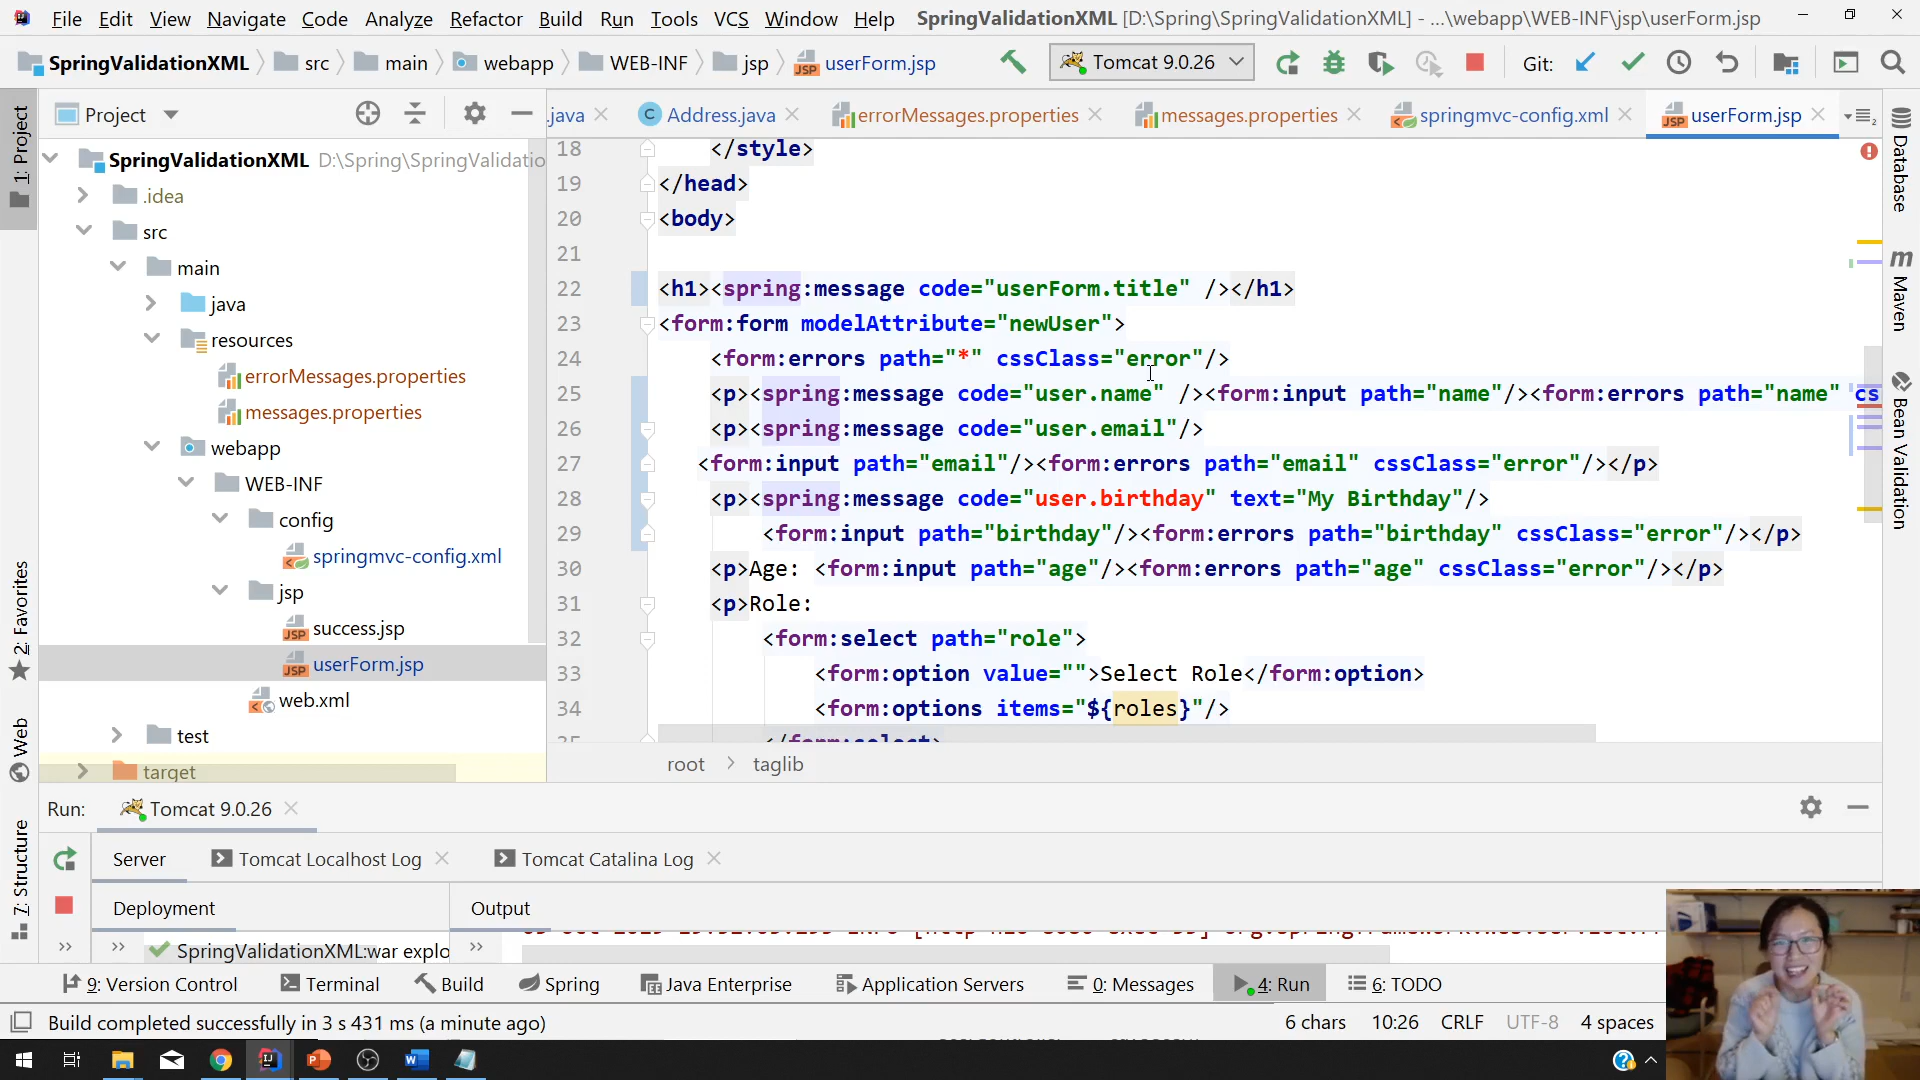 File Edit View Navigate Code Analyze Refactor Build Run Tools VCS Window Help SpringValidationXML [D:\Spring\SpringValidationXML] - ...\webapp\WEB-INF\jsp\userForm.jsp
SpringValidationXML src main webapp WEB-INF jsp userForm.jsp Tomcat 9.0.26 Git:
Project .java Address.java errorMessages.properties messages.properties springmvc-config.xml userForm.jsp
1: Project
2: Favorites
Web
7: Structure
SpringValidationXML D:\Spring\SpringValidatio
.idea
src
main
java
resources
errorMessages.properties
messages.properties
webapp
WEB-INF
config
springmvc-config.xml
jsp
success.jsp
userForm.jsp
web.xml
test
target
18 </style>
19 </head>
20 <body>
21
22 <h1><spring:message code="userForm.title" /></h1>
23 <form:form modelAttribute="newUser">
24 <form:errors path="*" cssClass="error"/>
25 <p><spring:message code="user.name" /><form:input path="name"/><form:errors path="name" cs
26 <p><spring:message code="user.email"/>
27 <form:input path="email"/><form:errors path="email" cssClass="error"/></p>
28 <p><spring:message code="user.birthday" text="My Birthday"/>
29 <form:input path="birthday"/><form:errors path="birthday" cssClass="error"/></p>
30 <p>Age: <form:input path="age"/><form:errors path="age" cssClass="error"/></p>
31 <p>Role:
32 <form:select path="role">
33 <form:option value="">Select Role</form:option>
34 <form:options items="${roles}"/>
35 </form:select>
root taglib
Database
Maven
Bean Validation
Run: Tomcat 9.0.26
Server Tomcat Localhost Log Tomcat Catalina Log
Deployment Output
SpringValidationXML:war explo
9: Version Control Terminal Build Spring Java Enterprise Application Servers 0: Messages 4: Run 6: TODO
Build completed successfully in 3 s 431 ms (a minute ago) 6 chars 10:26 CRLF UTF-8 4 spaces